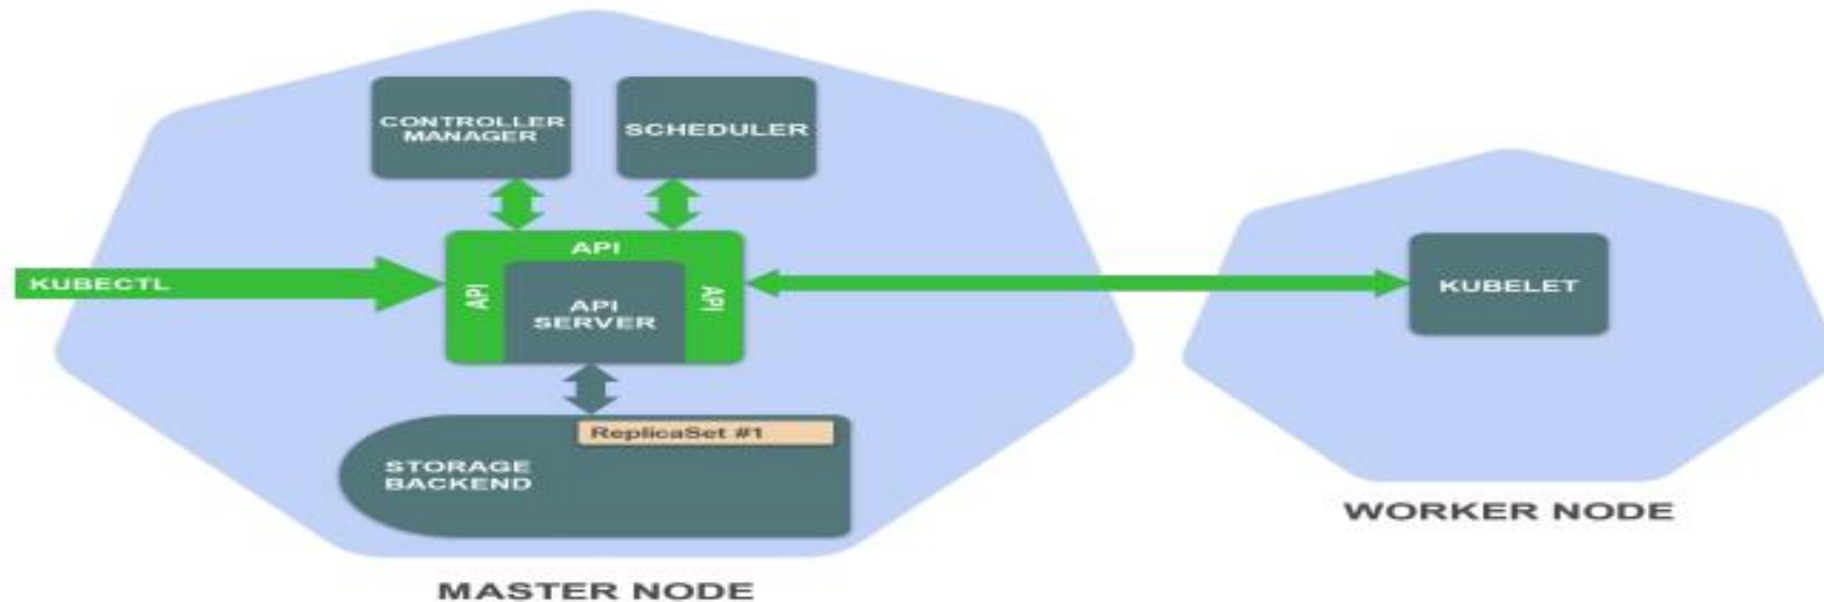 CONTROLLER
MANAGER
SCHEDULER
API
KUBECTL
API
API
SERVER
API
KUBELET
ReplicaSet #1
STORAGE
BACKEND
WORKER NODE
MASTER NODE